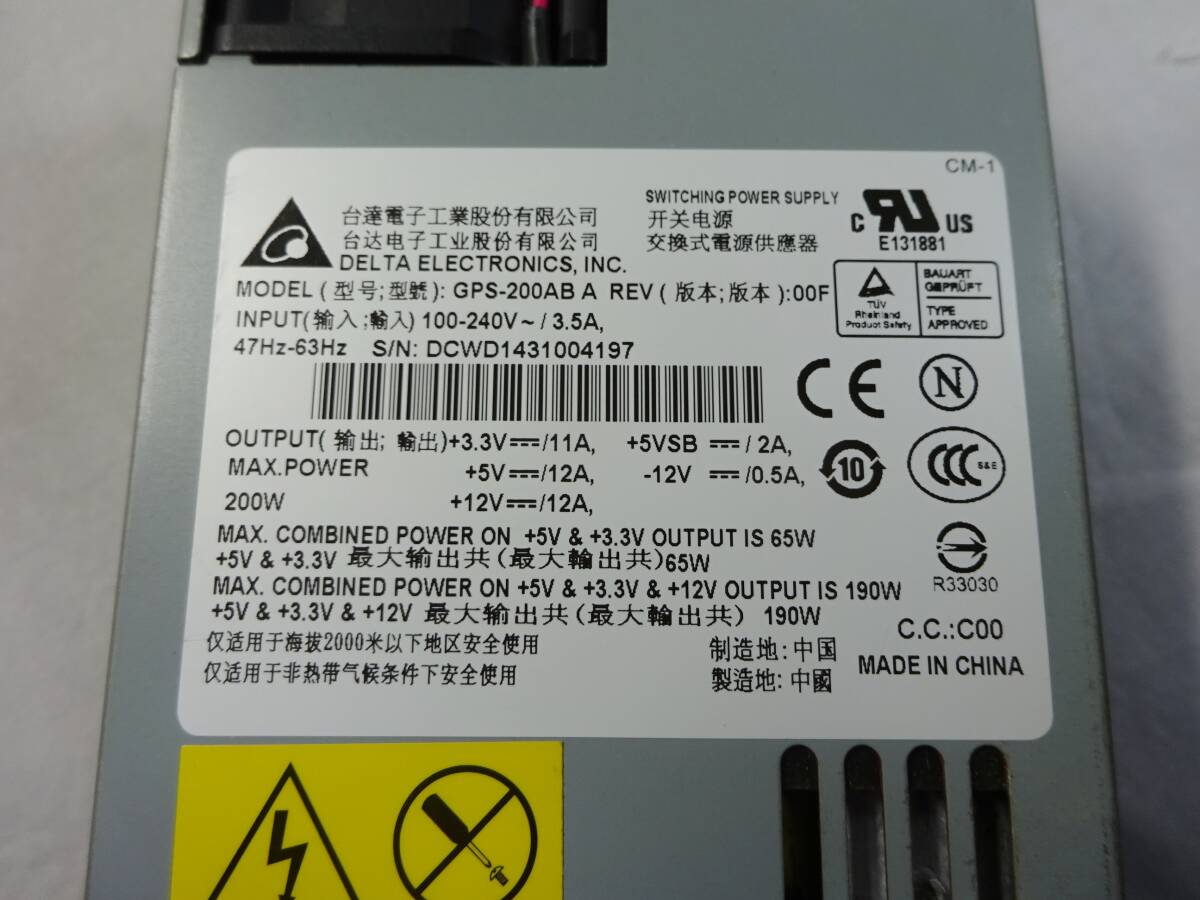 CM-1
台達電子工業股份有限公司
台达电子工业股份有限公司
DELTA ELECTRONICS, INC.
SWITCHING POWER SUPPLY
开关电源
交換式電源供應器
C RU US
E131881
MODEL (型号;型號): GPS-200AB A REV (版本;版本):00F
INPUT(输入;輸入) 100-240V~/ 3.5A,
47Hz-63Hz S/N: DCWD1431004197
TÜV
Rheinland
Product Safety
BAUART
GEPRÜFT
TYPE
APPROVED
CE N
OUTPUT(输出; 輸出)+3.3V⎓/11A, +5VSB ⎓/ 2A,
MAX.POWER +5V⎓/12A, -12V ⎓/0.5A,
200W +12V⎓/12A,
10
CCC S&E
MAX. COMBINED POWER ON +5V & +3.3V OUTPUT IS 65W
+5V & +3.3V 最大输出共(最大輸出共)65W
MAX. COMBINED POWER ON +5V & +3.3V & +12V OUTPUT IS 190W
+5V & +3.3V & +12V 最大输出共(最大輸出共) 190W
R33030
仅适用于海拔2000米以下地区安全使用
仅适用于非热带气候条件下安全使用
制造地: 中国
製造地: 中國
C.C.:C00
MADE IN CHINA